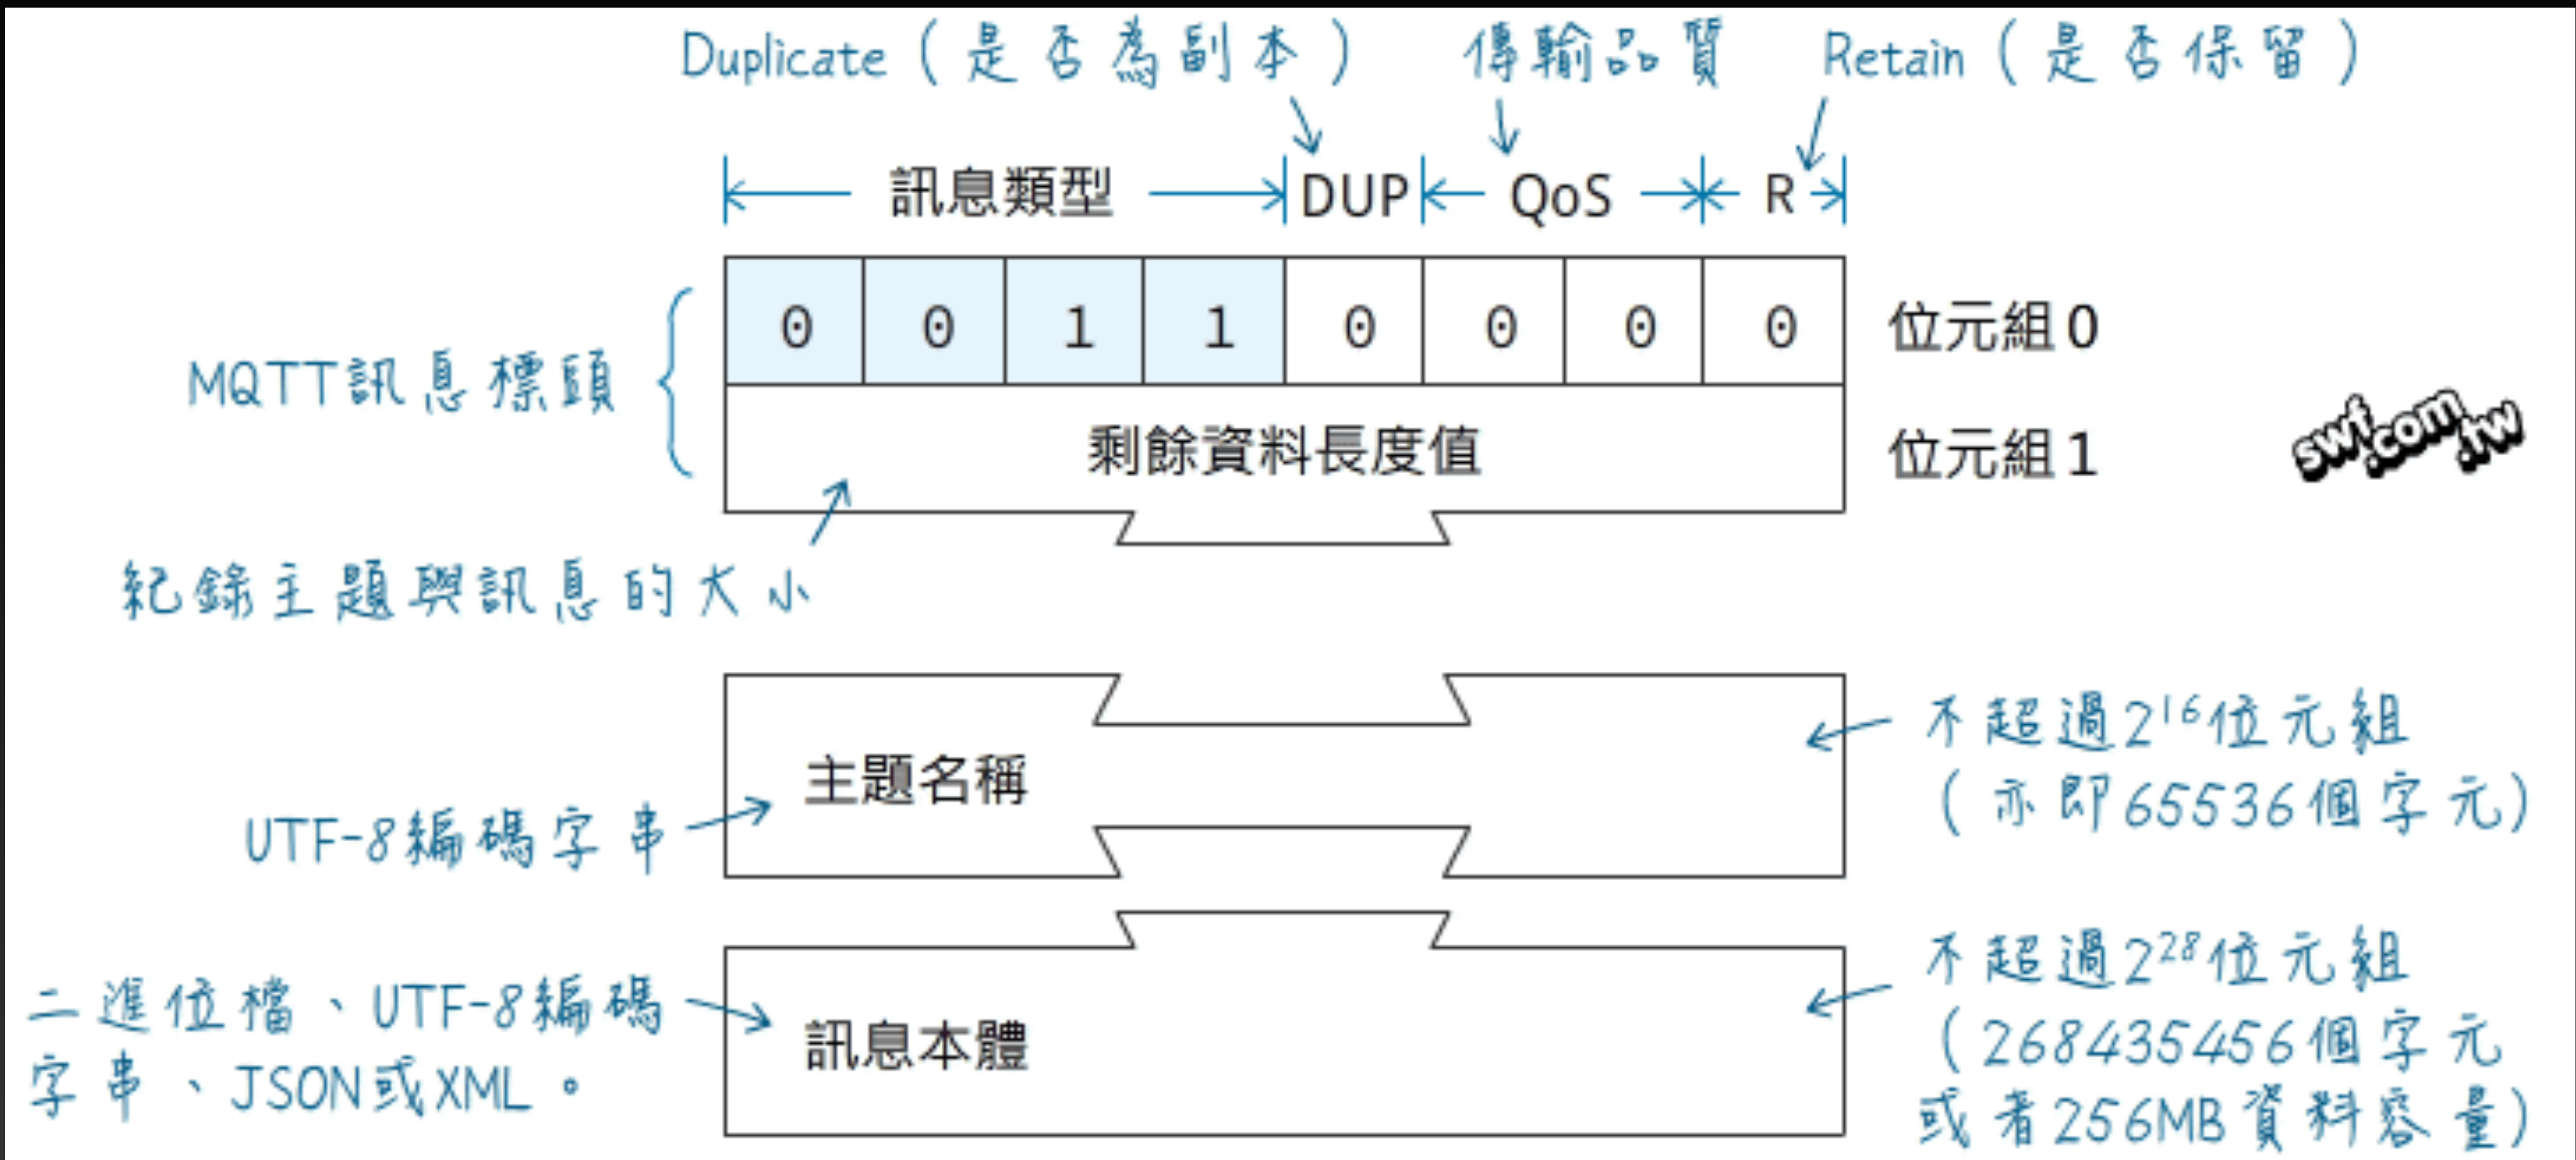 Duplicate（是否為副本） 傳輸品質 Retain（是否保留）
訊息類型 DUP QoS R
0 0 1 1 0 0 0 0 位元組0
MQTT訊息標頭
剩餘資料長度值 位元組1
swf.com.tw
紀錄主題與訊息的大小
不超過2¹⁶位元組
主題名稱
（亦即65536個字元）
UTF-8編碼字串
不超過2²⁸位元組
二進位檔、UTF-8編碼
訊息本體
（268435456個字元
字串、JSON或XML。
或者256MB資料容量）